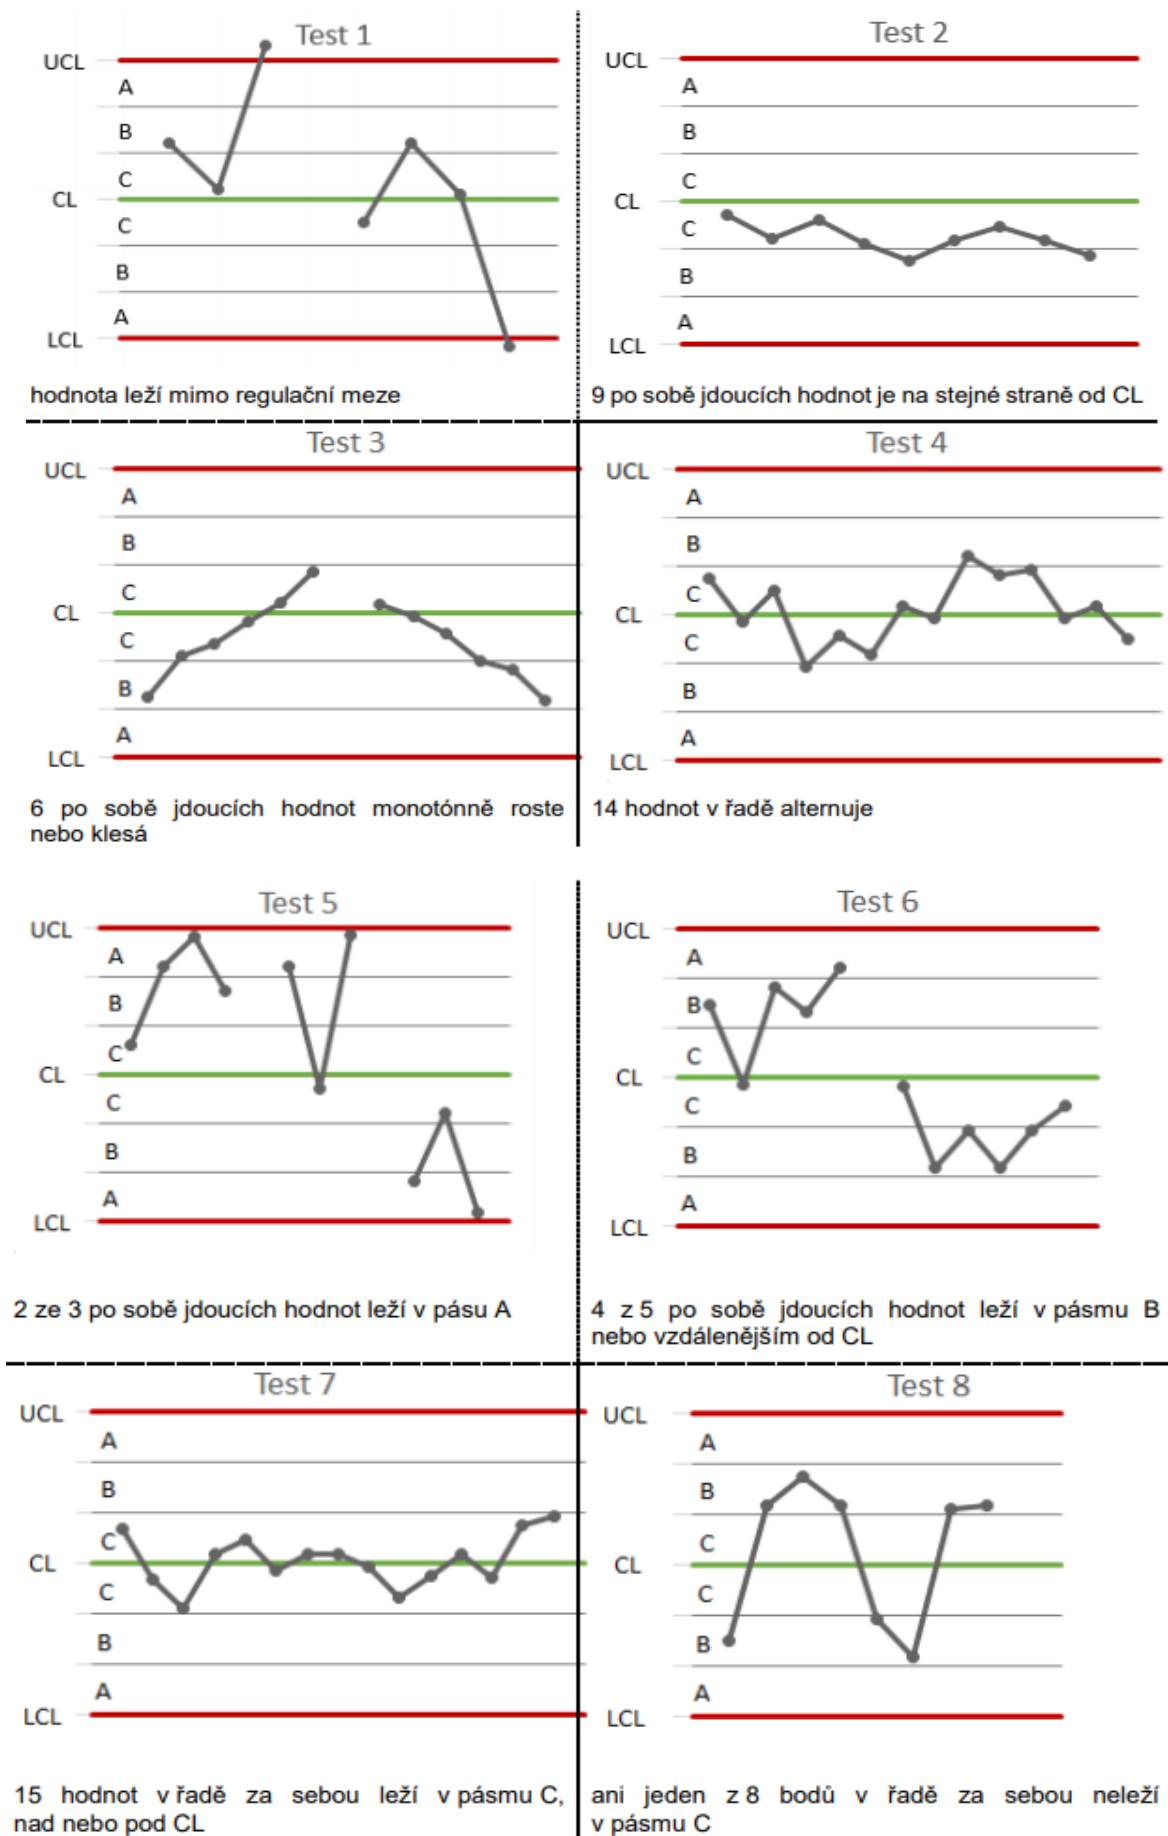 Test 1
UCL
A
B
C
CL
C
B
A
LCL
hodnota leží mimo regulační meze
Test 2
UCL
A
B
C
CL
C
B
A
LCL
9 po sobě jdoucích hodnot je na stejné straně od CL
Test 3
UCL
A
B
C
CL
C
B
A
LCL
6 po sobě jdoucích hodnot monotónně roste
nebo klesá
Test 4
UCL
A
B
C
CL
C
B
A
LCL
14 hodnot v řadě alternuje
Test 5
UCL
A
B
C
CL
C
B
A
LCL
2 ze 3 po sobě jdoucích hodnot leží v pásu A
Test 6
UCL
A
B
C
CL
C
B
A
LCL
4 z 5 po sobě jdoucích hodnot leží v pásmu B
nebo vzdálenějším od CL
Test 7
UCL
A
B
C
CL
C
B
A
LCL
15 hodnot v řadě za sebou leží v pásmu C,
nad nebo pod CL
Test 8
UCL
A
B
C
CL
C
B
A
LCL
ani jeden z 8 bodů v řadě za sebou neleží
v pásmu C